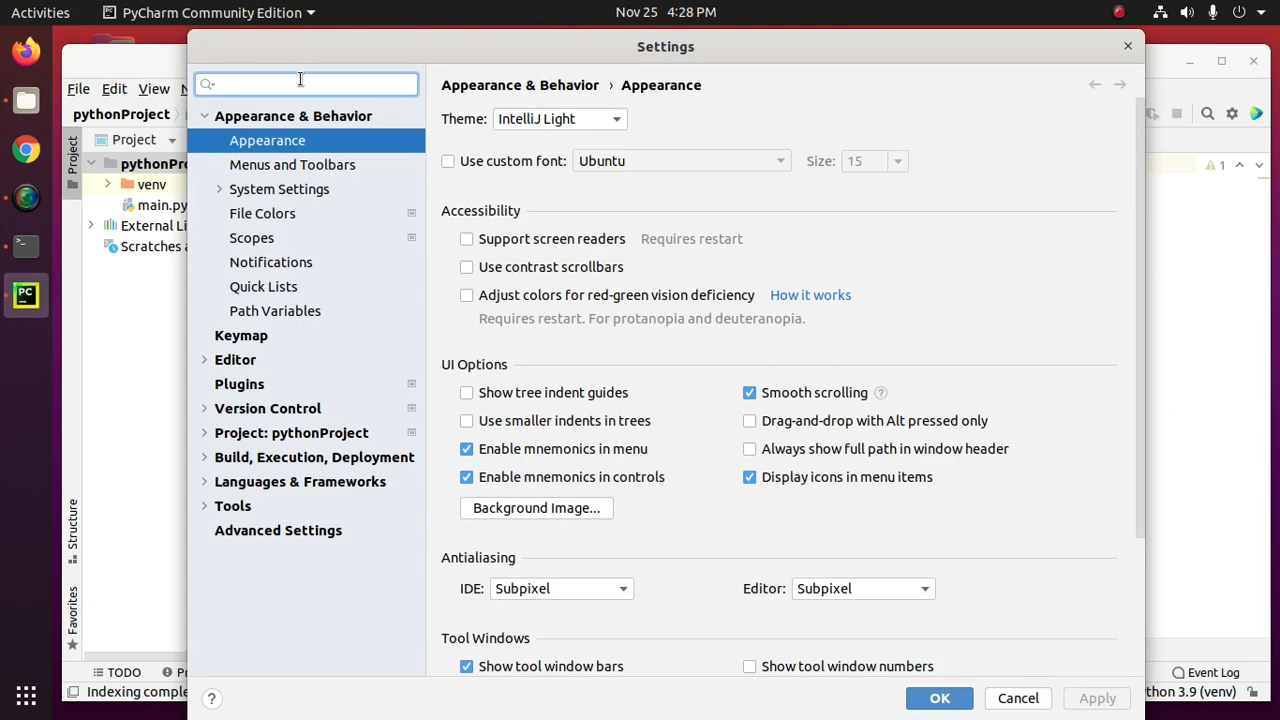 Activities
PyCharm Community Edition
Nov 25 4:28 PM
Settings
File Edit View
pythonProject
Project
Project
venv
main.py
Scratches
Structure
Favorites
TODO
Appearance & Behavior
Appearance
Menus and Toolbars
System Settings
File Colors
Scopes
Notifications
Quick Lists
Path Variables
Keymap
Editor
Plugins
Version Control
Project: pythonProject
Build, Execution, Deployment
Languages & Frameworks
Tools
Advanced Settings
Appearance & Behavior › Appearance
Theme: IntelliJ Light
Use custom font: Ubuntu Size: 15
Accessibility
Support screen readers Requires restart
Use contrast scrollbars
Adjust colors for red-green vision deficiency How it works
Requires restart. For protanopia and deuteranopia.
UI Options
Show tree indent guides Smooth scrolling
Use smaller indents in trees Drag-and-drop with Alt pressed only
Enable mnemonics in menu Always show full path in window header
Enable mnemonics in controls Display icons in menu items
Background Image...
Antialiasing
IDE: Subpixel Editor: Subpixel
Tool Windows
Show tool window bars Show tool window numbers
? OK Cancel Apply
1
Event Log
3.9 (venv)
PC